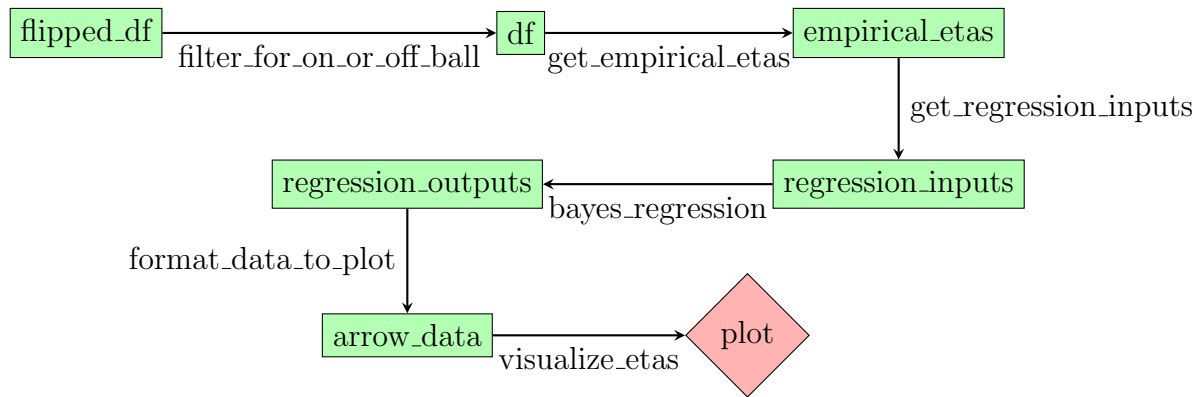 flipped_df
filter_for_on_or_off_ball
df
get_empirical_etas
empirical_etas
get_regression_inputs
regression_inputs
bayes_regression
regression_outputs
format_data_to_plot
arrow_data
visualize_etas
plot